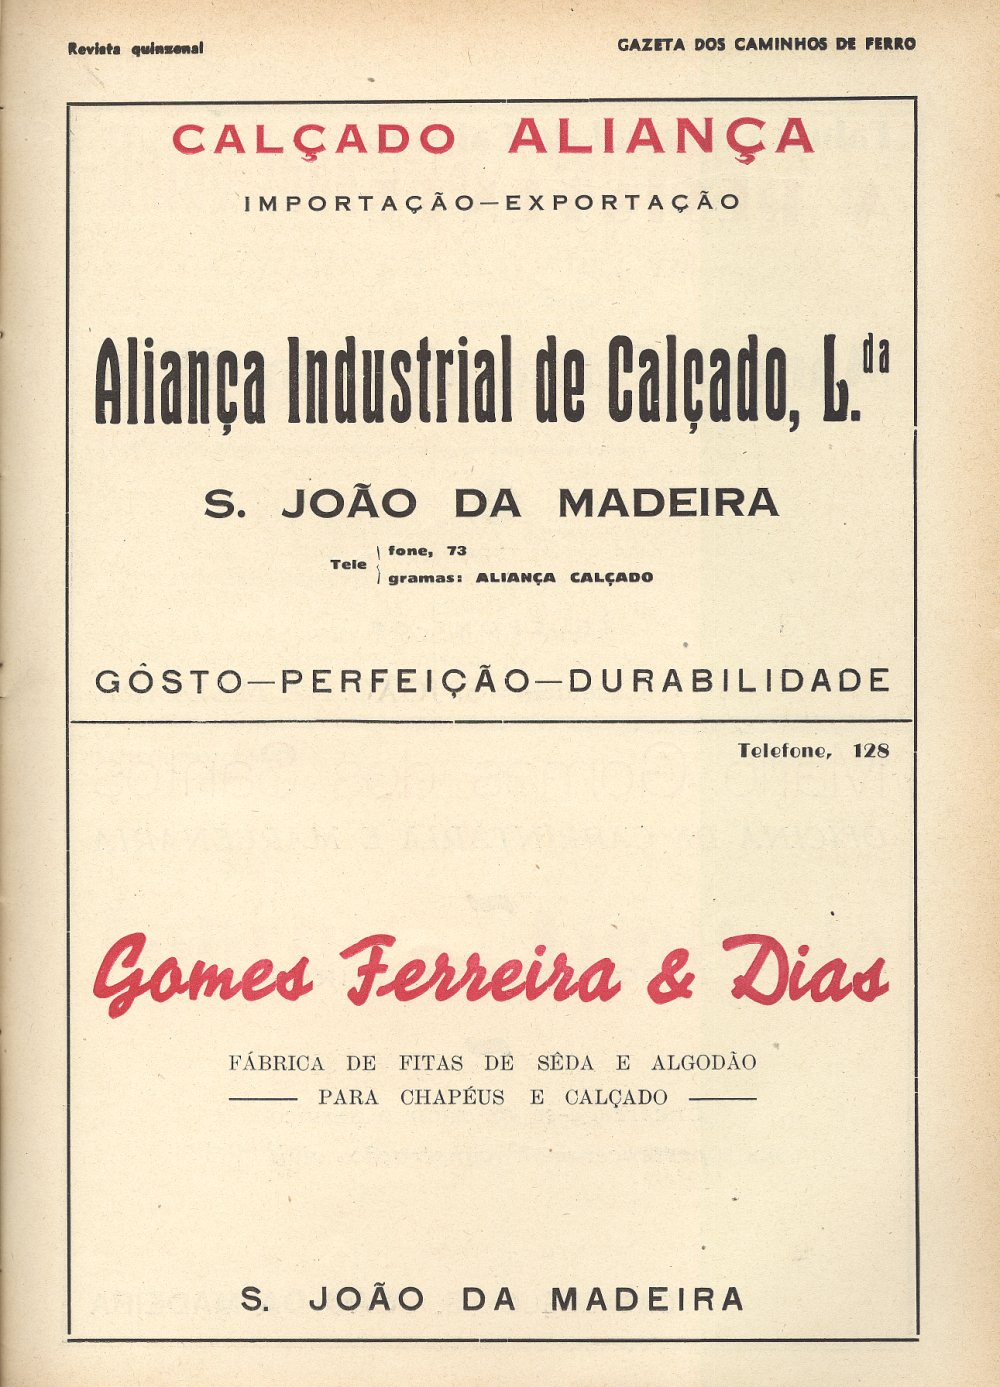 Revista quinzenal
GAZETA DOS CAMINHOS DE FERRO
CALÇADO ALIANÇA
IMPORTAÇÃO—EXPORTAÇÃO
Aliança Industrial de Calçado, L.da
S. JOÃO DA MADEIRA
Tele
fone, 73
gramas: ALIANÇA CALÇADO
GÔSTO—PERFEIÇÃO—DURABILIDADE
Telefone, 128
Gomes Ferreira & Dias
FÁBRICA DE FITAS DE SÊDA E ALGODÃO
PARA CHAPÉUS E CALÇADO
S. JOÃO DA MADEIRA